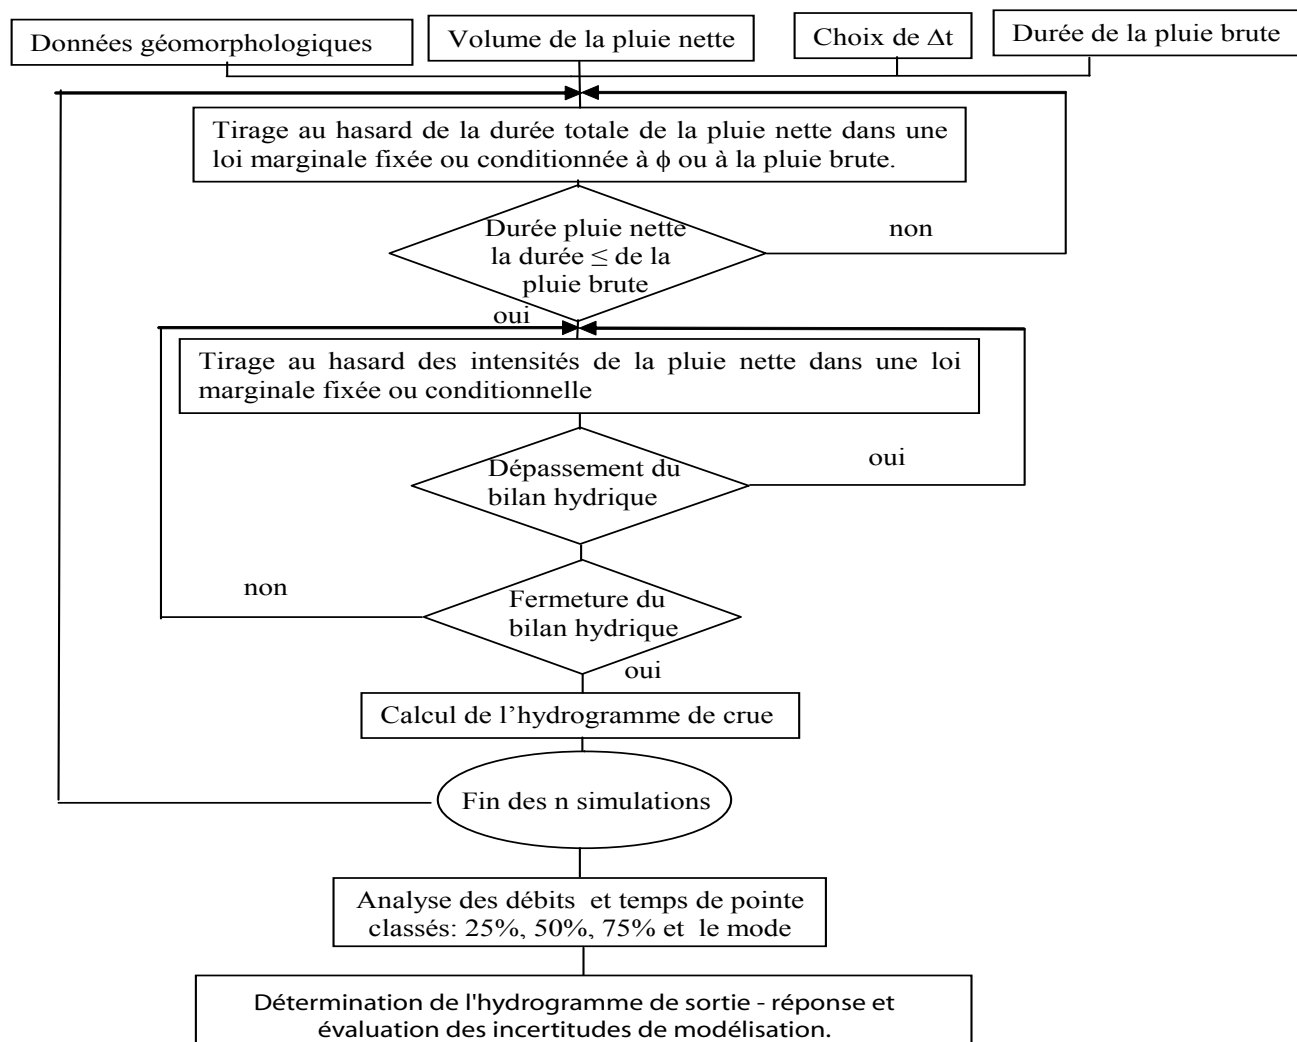 Données géomorphologiques
Volume de la pluie nette
Choix de Δt
Durée de la pluie brute
Tirage au hasard de la durée totale de la pluie nette dans une
loi marginale fixée ou conditionnée à ϕ ou à la pluie brute.
Durée pluie nette
la durée ≤ de la
pluie brute
non
oui
Tirage au hasard des intensités de la pluie nette dans une loi
marginale fixée ou conditionnelle
Dépassement du
bilan hydrique
oui
non
Fermeture du
bilan hydrique
oui
Calcul de l’hydrogramme de crue
Fin des n simulations
Analyse des débits et temps de pointe
classés: 25%, 50%, 75% et le mode
Détermination de l'hydrogramme de sortie - réponse et
évaluation des incertitudes de modélisation.